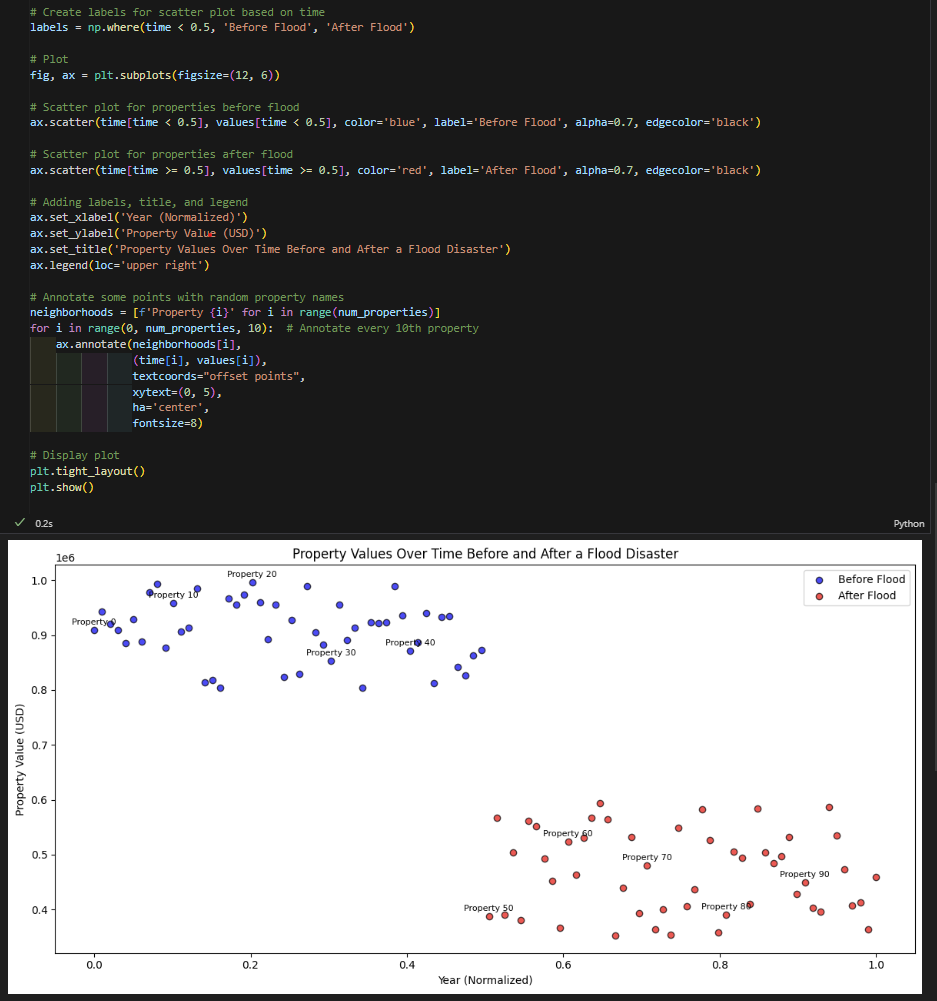 # Create labels for scatter plot based on time
labels = np.where(time < 0.5, 'Before Flood', 'After Flood')
# Plot
fig, ax = plt.subplots(figsize=(12, 6))
# Scatter plot for properties before flood
ax.scatter(time[time < 0.5], values[time < 0.5], color='blue', label='Before Flood', alpha=0.7, edgecolor='black')
# Scatter plot for properties after flood
ax.scatter(time[time >= 0.5], values[time >= 0.5], color='red', label='After Flood', alpha=0.7, edgecolor='black')
# Adding labels, title, and legend
ax.set_xlabel('Year (Normalized)')
ax.set_ylabel('Property Value (USD)')
ax.set_title('Property Values Over Time Before and After a Flood Disaster')
ax.legend(loc='upper right')
# Annotate some points with random property names
neighborhoods = [f'Property {i}' for i in range(num_properties)]
for i in range(0, num_properties, 10):  # Annotate every 10th property
    ax.annotate(neighborhoods[i],
                (time[i], values[i]),
                textcoords="offset points",
                xytext=(0, 5),
                ha='center',
                fontsize=8)
# Display plot
plt.tight_layout()
plt.show()
0.2s
Python
Property Values Over Time Before and After a Flood Disaster
1e6
Before Flood
After Flood
1.0
0.9
0.8
0.7
0.6
0.5
0.4
Property Value (USD)
Property 0
Property 10
Property 20
Property 30
Property 40
Property 50
Property 60
Property 70
Property 80
Property 90
0.0
0.2
0.4
0.6
0.8
1.0
Year (Normalized)